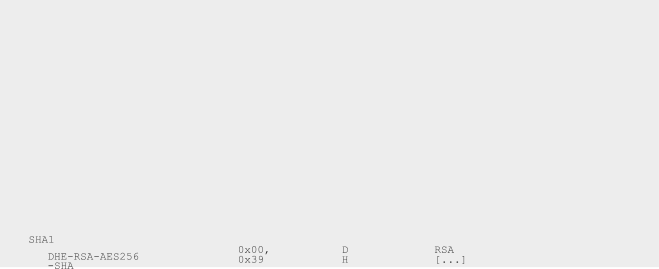 SHA1
DHE-RSA-AES256
-SHA
0x00,
0x39
D
H
RSA
[...]